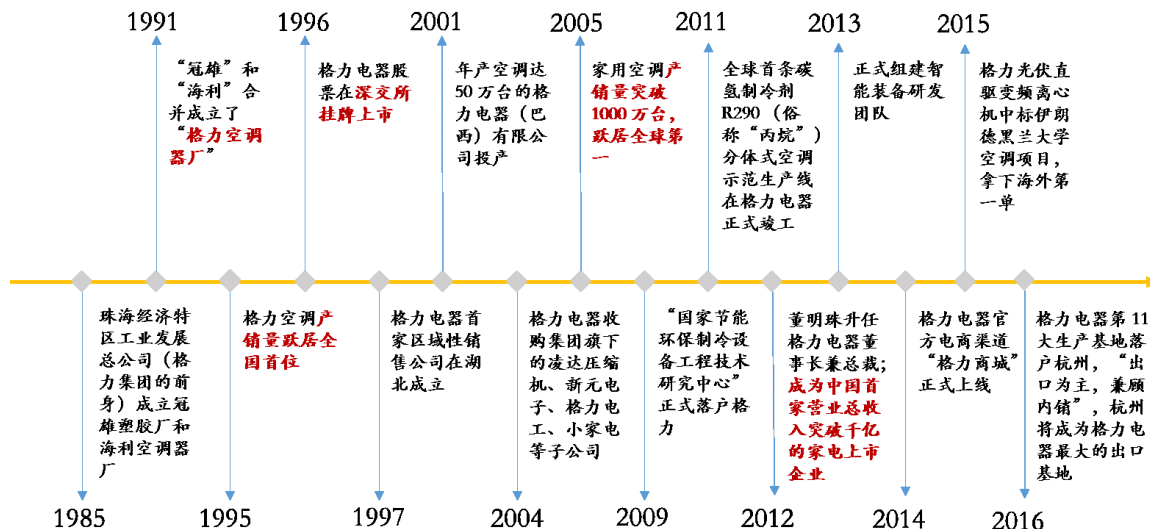 1991
1996
2001
2005
2011
2013
2015
“冠雄”和
“海利”合
并成立了
“格力空调
器厂”
格力电器股
票在深交所
挂牌上市
年产空调达
50万台的格
力电器（巴
西）有限公
司投产
家用空调产
销量突破
1000万台，
跃居全球第
一
全球首条碳
氢制冷剂
R290（俗
称“丙烷”）
分体式空调
示范生产线
在格力电器
正式竣工
正式组建智
能装备研发
团队
格力光伏直
驱变频离心
机中标伊朗
德黑兰大学
空调项目，
拿下海外第
一单
珠海经济特
区工业发展
总公司（格
力集团的前
身）成立冠
雄塑胶厂和
海利空调器
厂
格力空调产
销量跃居全
国首位
格力电器首
家区域性销
售公司在湖
北成立
格力电器收
购集团旗下
的凌达压缩
机、新元电
子、格力电
工、小家电
等子公司
“国家节能
环保制冷设
备工程技术
研究中心”
正式落户格
力
董明珠升任
格力电器董
事长兼总裁；
成为中国首
家营业总收
入突破千亿
的家电上市
企业
格力电器官
方电商渠道
“格力商城”
正式上线
格力电器第11
大生产基地落
户杭州，“出
口为主，兼顾
内销”，杭州
将成为格力电
器最大的出口
基地
1985
1995
1997
2004
2009
2012
2014
2016